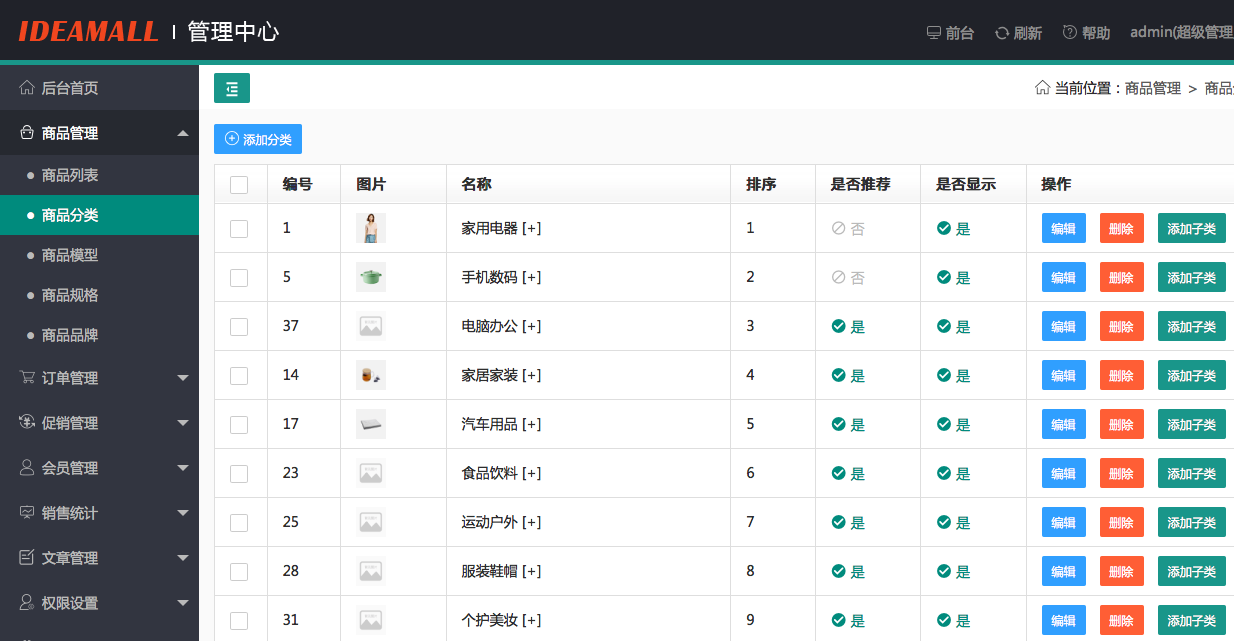 IDEAMALL | 管理中心
前台 刷新 帮助 admin(超级管理
后台首页
商品管理
商品列表
商品分类
商品模型
商品规格
商品品牌
订单管理
促销管理
会员管理
销售统计
文章管理
权限设置
当前位置：商品管理 > 商品
添加分类
编号 图片 名称 排序 是否推荐 是否显示 操作
1 家用电器 [+] 1 否 是 编辑 删除 添加子类
5 手机数码 [+] 2 否 是 编辑 删除 添加子类
37 电脑办公 [+] 3 是 是 编辑 删除 添加子类
14 家居家装 [+] 4 是 是 编辑 删除 添加子类
17 汽车用品 [+] 5 是 是 编辑 删除 添加子类
23 食品饮料 [+] 6 是 是 编辑 删除 添加子类
25 运动户外 [+] 7 是 是 编辑 删除 添加子类
28 服装鞋帽 [+] 8 是 是 编辑 删除 添加子类
31 个护美妆 [+] 9 是 是 编辑 删除 添加子类